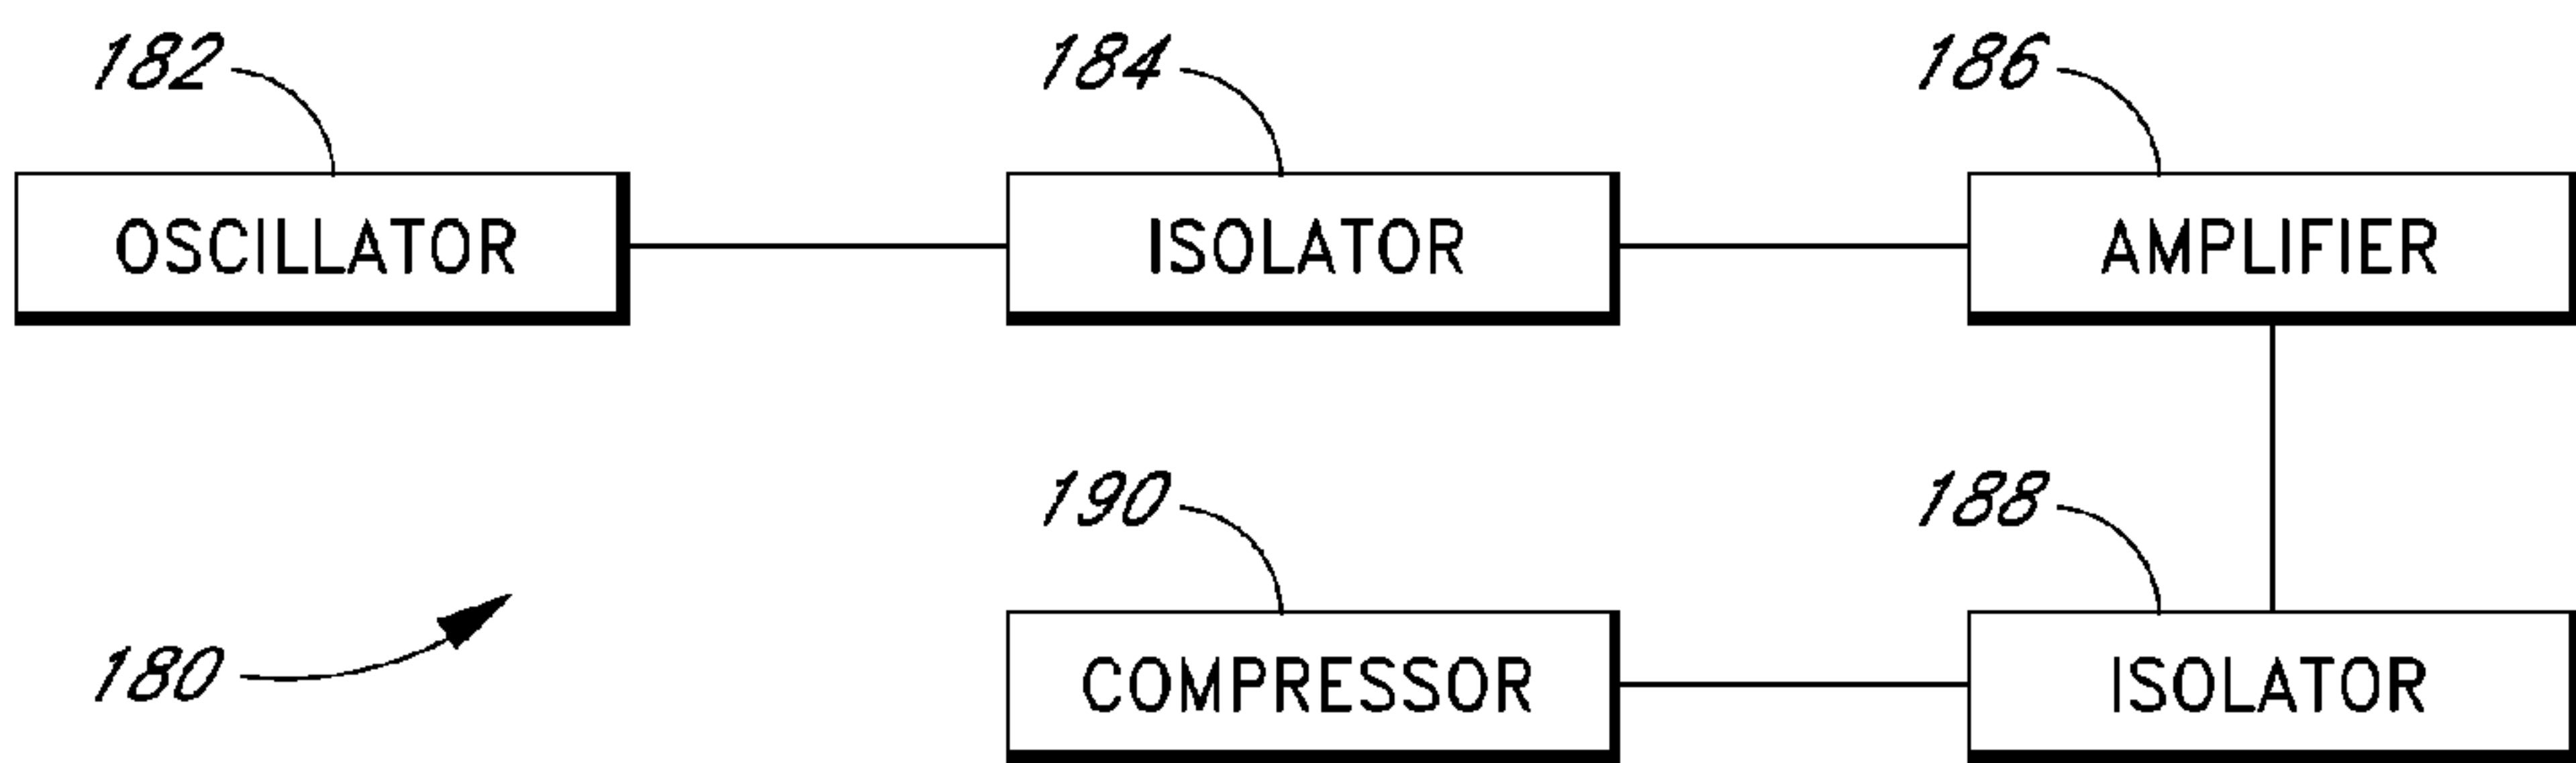 182 184 186
OSCILLATOR ISOLATOR AMPLIFIER
190 188
180 COMPRESSOR ISOLATOR